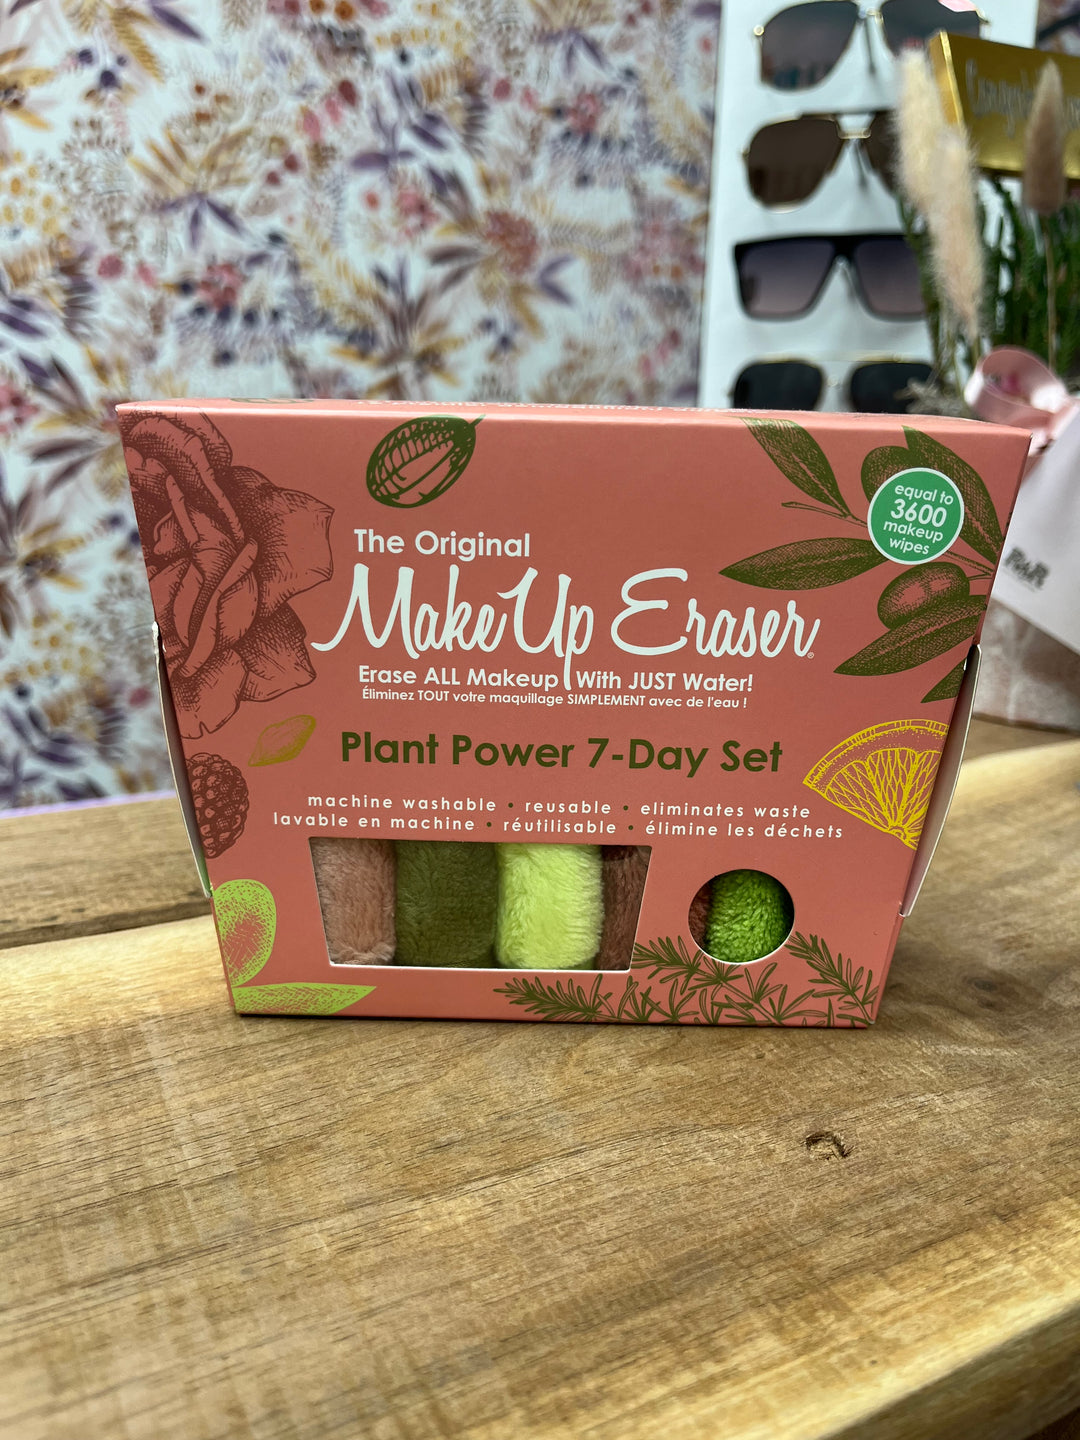 equal to
3600
makeup
wipes
The Original
MakeUp Eraser®
Erase ALL Makeup With JUST Water!
Éliminez TOUT votre maquillage SIMPLEMENT avec de l'eau !
Plant Power 7-Day Set
machine washable • reusable • eliminates waste
lavable en machine • réutilisable • élimine les déchets